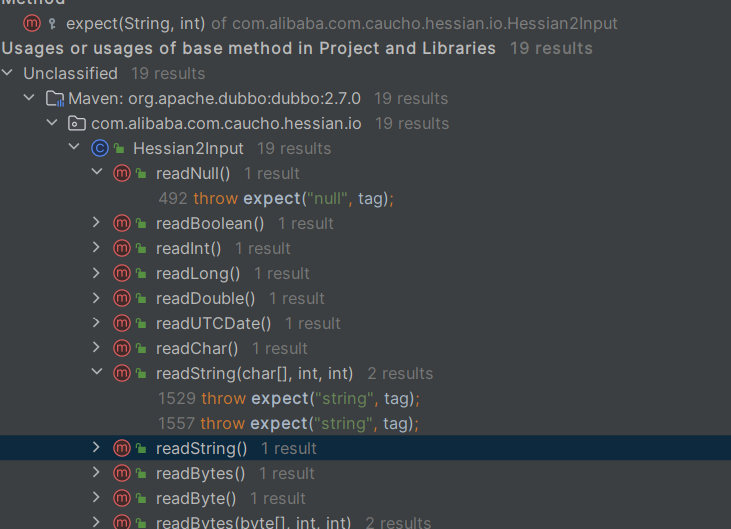 Method
expect(String, int) of com.alibaba.com.caucho.hessian.io.Hessian2Input
Usages or usages of base method in Project and Libraries 19 results
Unclassified 19 results
Maven: org.apache.dubbo:dubbo:2.7.0 19 results
com.alibaba.com.caucho.hessian.io 19 results
Hessian2Input 19 results
readNull() 1 result
492 throw expect("null", tag);
readBoolean() 1 result
readInt() 1 result
readLong() 1 result
readDouble() 1 result
readUTCDate() 1 result
readChar() 1 result
readString(char[], int, int) 2 results
1529 throw expect("string", tag);
1557 throw expect("string", tag);
readString() 1 result
readBytes() 1 result
readByte() 1 result
readBytes(byte[], int, int) 2 results